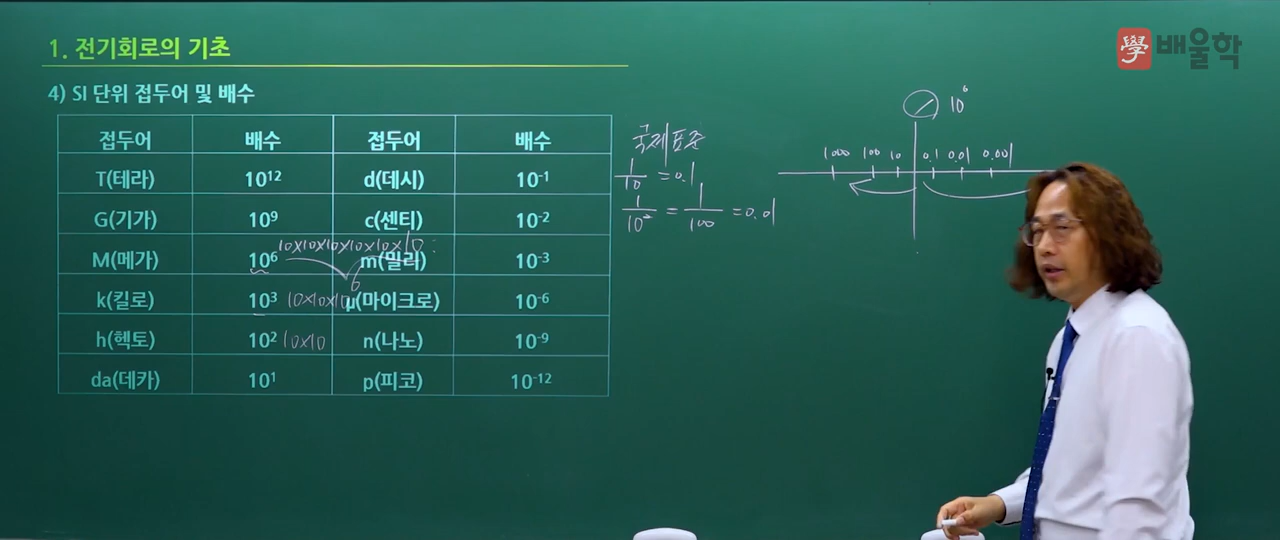 1. 전기회로의 기초
學 배울학
4) SI 단위 접두어 및 배수
접두어 배수 접두어 배수
T(테라) 10¹² d(데시) 10⁻¹
G(기가) 10⁹ c(센티) 10⁻²
M(메가) 10⁶ m(밀리) 10⁻³
k(킬로) 10³ μ(마이크로) 10⁻⁶
h(헥토) 10² n(나노) 10⁻⁹
da(데카) 10¹ p(피코) 10⁻¹²
10×10×10×10×10×10
6
10×10×10
10×10
국제표준
1/10 = 0.1
1/10² = 1/100 = 0.01
10⁶
1000 100 10 0.1 0.01 0.001